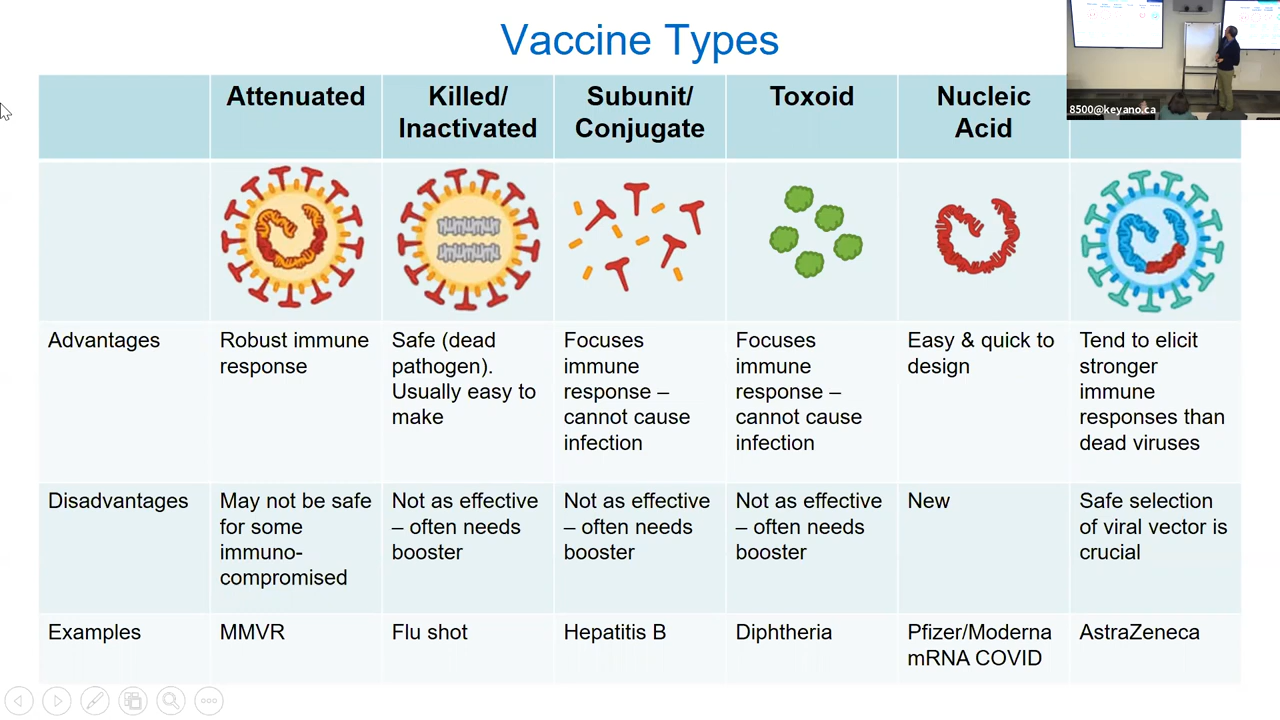 Vaccine Types
8500@keyano.ca
Attenuated
Killed/
Inactivated
Subunit/
Conjugate
Toxoid
Nucleic
Acid
Advantages
Robust immune
response
Safe (dead
pathogen).
Usually easy to
make
Focuses
immune
response –
cannot cause
infection
Focuses
immune
response –
cannot cause
infection
Easy & quick to
design
Tend to elicit
stronger
immune
responses than
dead viruses
Disadvantages
May not be safe
for some
immuno-
compromised
Not as effective
– often needs
booster
Not as effective
– often needs
booster
Not as effective
– often needs
booster
New
Safe selection
of viral vector is
crucial
Examples
MMVR
Flu shot
Hepatitis B
Diphtheria
Pfizer/Moderna
mRNA COVID
AstraZeneca